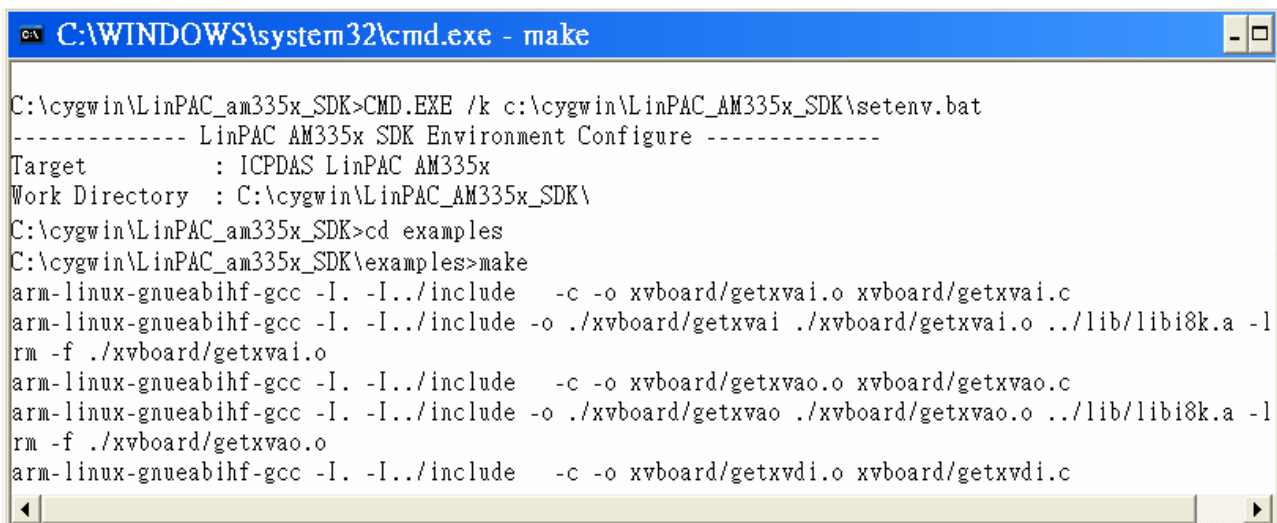 C:\WINDOWS\system32\cmd.exe - make
C:\cygwin\LinPAC_am335x_SDK>CMD.EXE /k c:\cygwin\LinPAC_AM335x_SDK\setenv.bat
-------------- LinPAC AM335x SDK Environment Configure --------------
Target : ICPDAS LinPAC AM335x
Work Directory : C:\cygwin\LinPAC_AM335x_SDK\
C:\cygwin\LinPAC_am335x_SDK>cd examples
C:\cygwin\LinPAC_am335x_SDK\examples>make
arm-linux-gnueabihf-gcc -I. -I../include -c -o xvboard/getxvai.o xvboard/getxvai.c
arm-linux-gnueabihf-gcc -I. -I../include -o ./xvboard/getxvai ./xvboard/getxvai.o ../lib/libi8k.a -l
rm -f ./xvboard/getxvai.o
arm-linux-gnueabihf-gcc -I. -I../include -c -o xvboard/getxvao.o xvboard/getxvao.c
arm-linux-gnueabihf-gcc -I. -I../include -o ./xvboard/getxvao ./xvboard/getxvao.o ../lib/libi8k.a -l
rm -f ./xvboard/getxvao.o
arm-linux-gnueabihf-gcc -I. -I../include -c -o xvboard/getxvdi.o xvboard/getxvdi.c